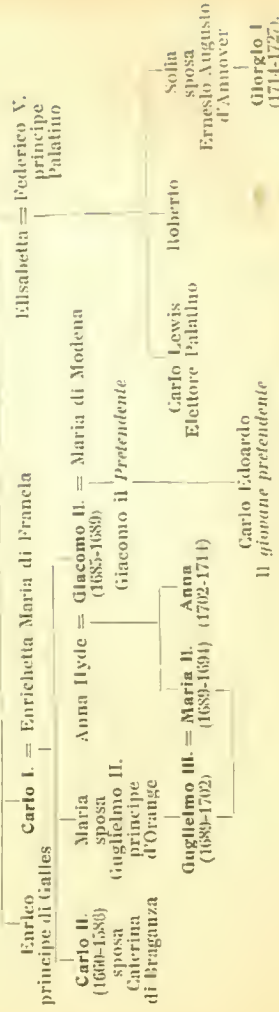 Enrico
principe di Galles
Carlo I. = Enrichetta Maria di Francia
Elisabetta = Federico V.
principe
Palatino
Carlo II.
(1660-1586)
sposa
Caterina
di Braganza
Maria
sposa
Guglielmo II.
principe
d'Orange
Anna Hyde = Giacomo II. = Maria di Modena
(1685-1689)
Giacomo il Pretendente
Carlo Lewis
Elettore Palatino
Roberto
Sofia
sposa
Ernesto Augusto
d'Annover
Guglielmo III. = Maria II.
(1689-1702) (1689-1694)
Anna
(1702-1714)
Carlo Edoardo
Il giovane pretendente
Giorgio I
(1714-1727).